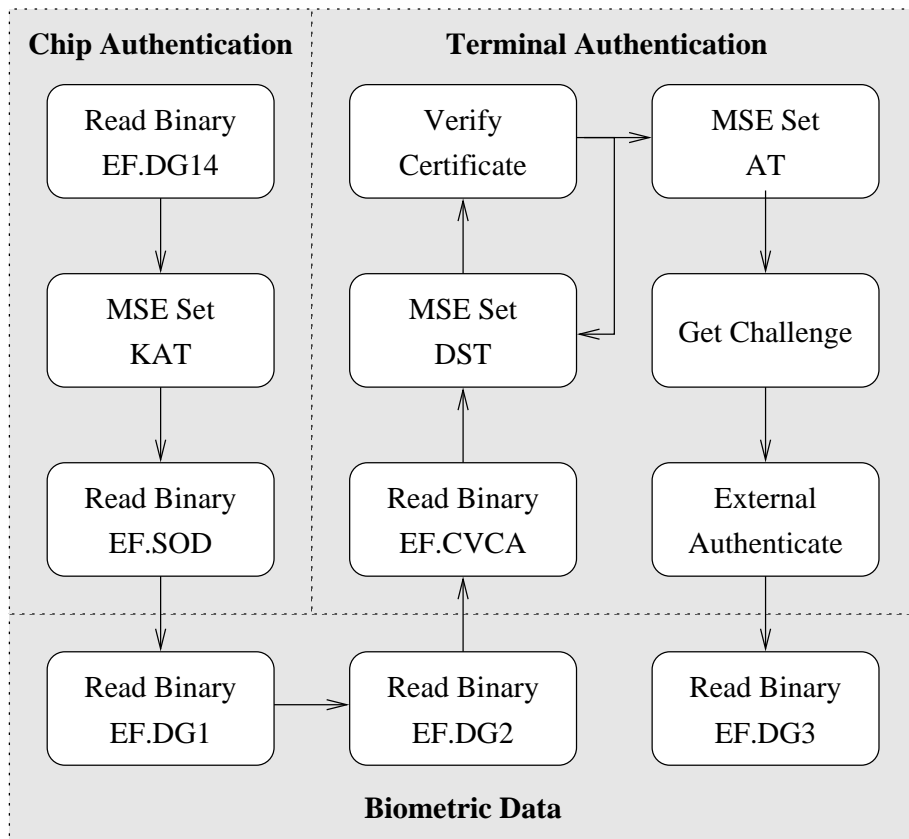 Chip Authentication
Terminal Authentication
Read Binary
EF.DG14
Verify
Certificate
MSE Set
AT
MSE Set
KAT
MSE Set
DST
Get Challenge
Read Binary
EF.SOD
Read Binary
EF.CVCA
External
Authenticate
Read Binary
EF.DG1
Read Binary
EF.DG2
Read Binary
EF.DG3
Biometric Data